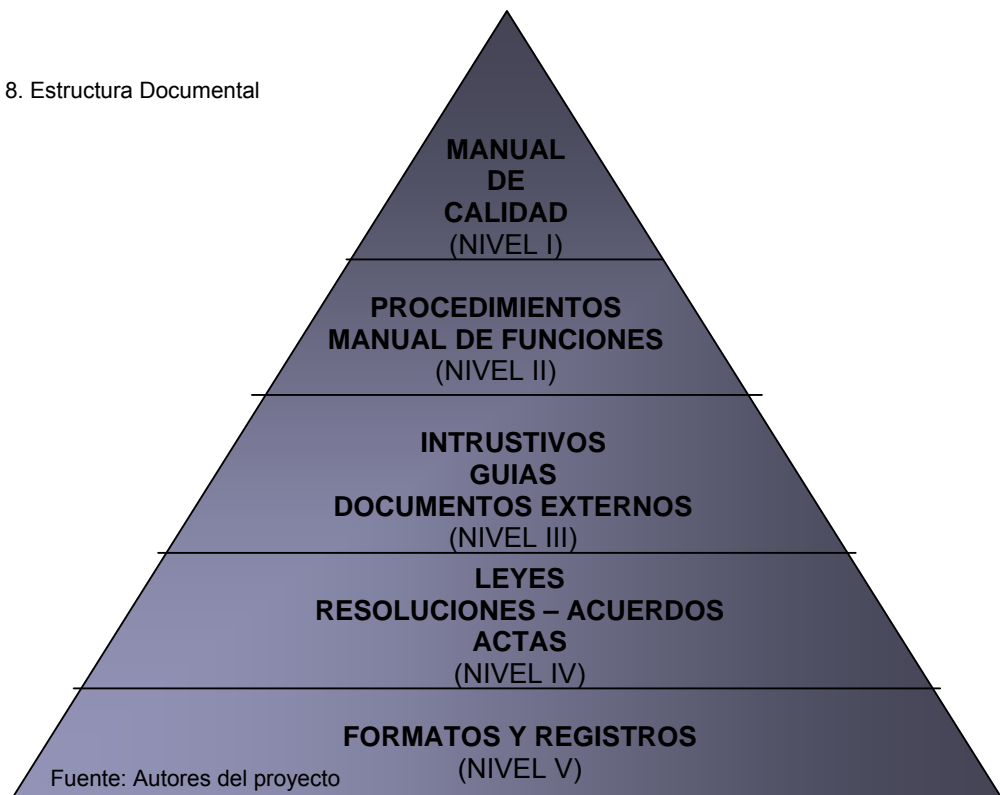 8. Estructura Documental
MANUAL
DE
CALIDAD
(NIVEL I)
PROCEDIMIENTOS
MANUAL DE FUNCIONES
(NIVEL II)
INTRUSTIVOS
GUIAS
DOCUMENTOS EXTERNOS
(NIVEL III)
LEYES
RESOLUCIONES – ACUERDOS
ACTAS
(NIVEL IV)
FORMATOS Y REGISTROS
(NIVEL V)
Fuente: Autores del proyecto